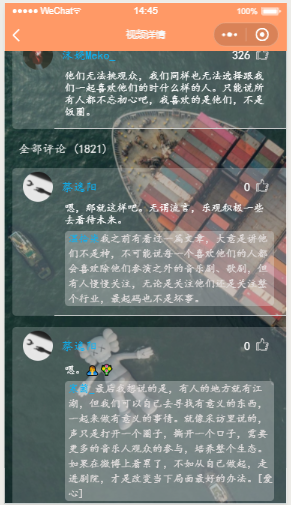 WeChat
14:45
100%
视频详情
Meko_
326
他们无法挑观众，我们同样也无法选择跟我
们一起喜欢他们的时什么样的人。只能说所
有人都不忘初心吧，我喜欢的是他们，不是
饭圈。
全部评论（1821）
蔡逸阳
0
嗯，那就这样吧。无谓流言，乐观积极一些
去看待未来。
我之前有看过一篇文章，大意是讲他
们不是神，不可能说每一个喜欢他们的人都
会喜欢除他们参演之外的音乐剧、歌剧，但
有人慢慢关注，无论是关注他们还是关注整
个行业，最起码也不是坏事。
0
嗯。
最后我想说的是，有人的地方就有江
湖，但我们可以自己去寻找有意义的东西，
一起来做有意义的事情。就像采访里说的，
声只是打开一个圈子，撕开一个口子，需要
更多的音乐人观众的参与，培养整个生态。
如果在微博上看累了，不如从自己做起，走
进剧院，才是改变当下局面最好的办法。[爱
心]